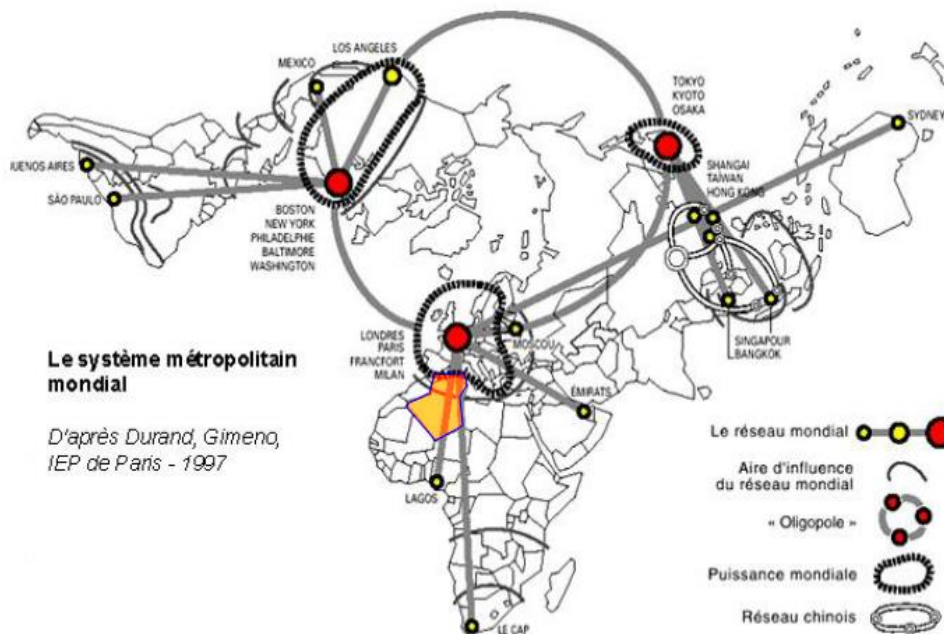 LOS ANGELES
MEXICO
TOKYO
KYOTO
OSAKA
SYDNEY
SHANGAI
TAÏWAN
HONG KONG
BUENOS AIRES
SÃO PAULO
BOSTON
NEW YORK
PHILADELPHIE
BALTIMORE
WASHINGTON
LONDRES
PARIS
FRANCFORT
MILAN
MOSCOU
SINGAPOUR
BANGKOK
ÉMIRATS
LAGOS
LE CAP
Le système métropolitain
mondial
D'après Durand, Gimeno,
IEP de Paris - 1997
Le réseau mondial
Aire d'influence
du réseau mondial
« Oligopole »
Puissance mondiale
Réseau chinois